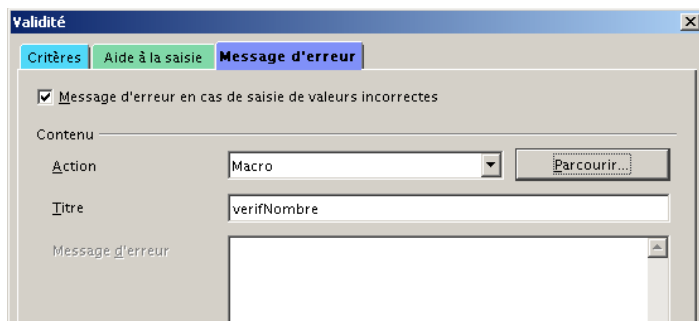 Validité
Critères Aide à la saisie Message d'erreur
Message d'erreur en cas de saisie de valeurs incorrectes
Contenu
Action Macro Parcourir...
Titre verifNombre
Message d'erreur